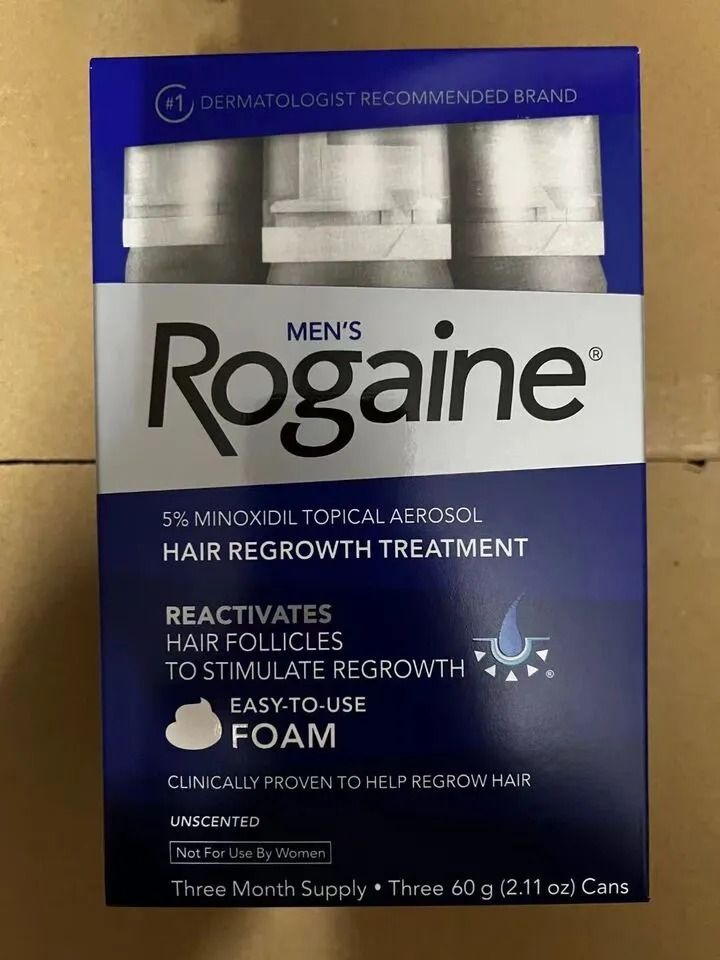 #1 DERMATOLOGIST RECOMMENDED BRAND
MEN'S
Rogaine®
5% MINOXIDIL TOPICAL AEROSOL
HAIR REGROWTH TREATMENT
REACTIVATES
HAIR FOLLICLES
TO STIMULATE REGROWTH
®
EASY-TO-USE
FOAM
CLINICALLY PROVEN TO HELP REGROW HAIR
UNSCENTED
Not For Use By Women
Three Month Supply • Three 60 g (2.11 oz) Cans